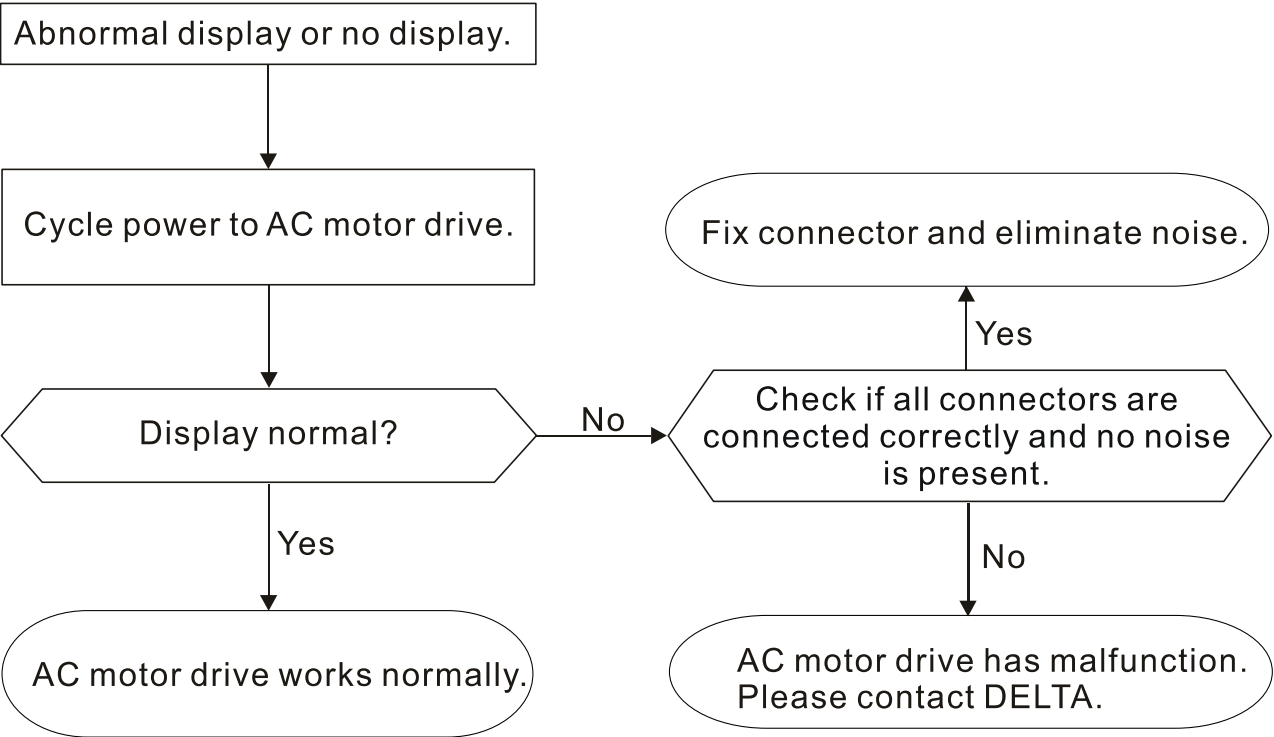 Abnormal display or no display.
Cycle power to AC motor drive.
Display normal?
Yes
AC motor drive works normally.
No
Check if all connectors are
connected correctly and no noise
is present.
Yes
Fix connector and eliminate noise.
No
AC motor drive has malfunction.
Please contact DELTA.